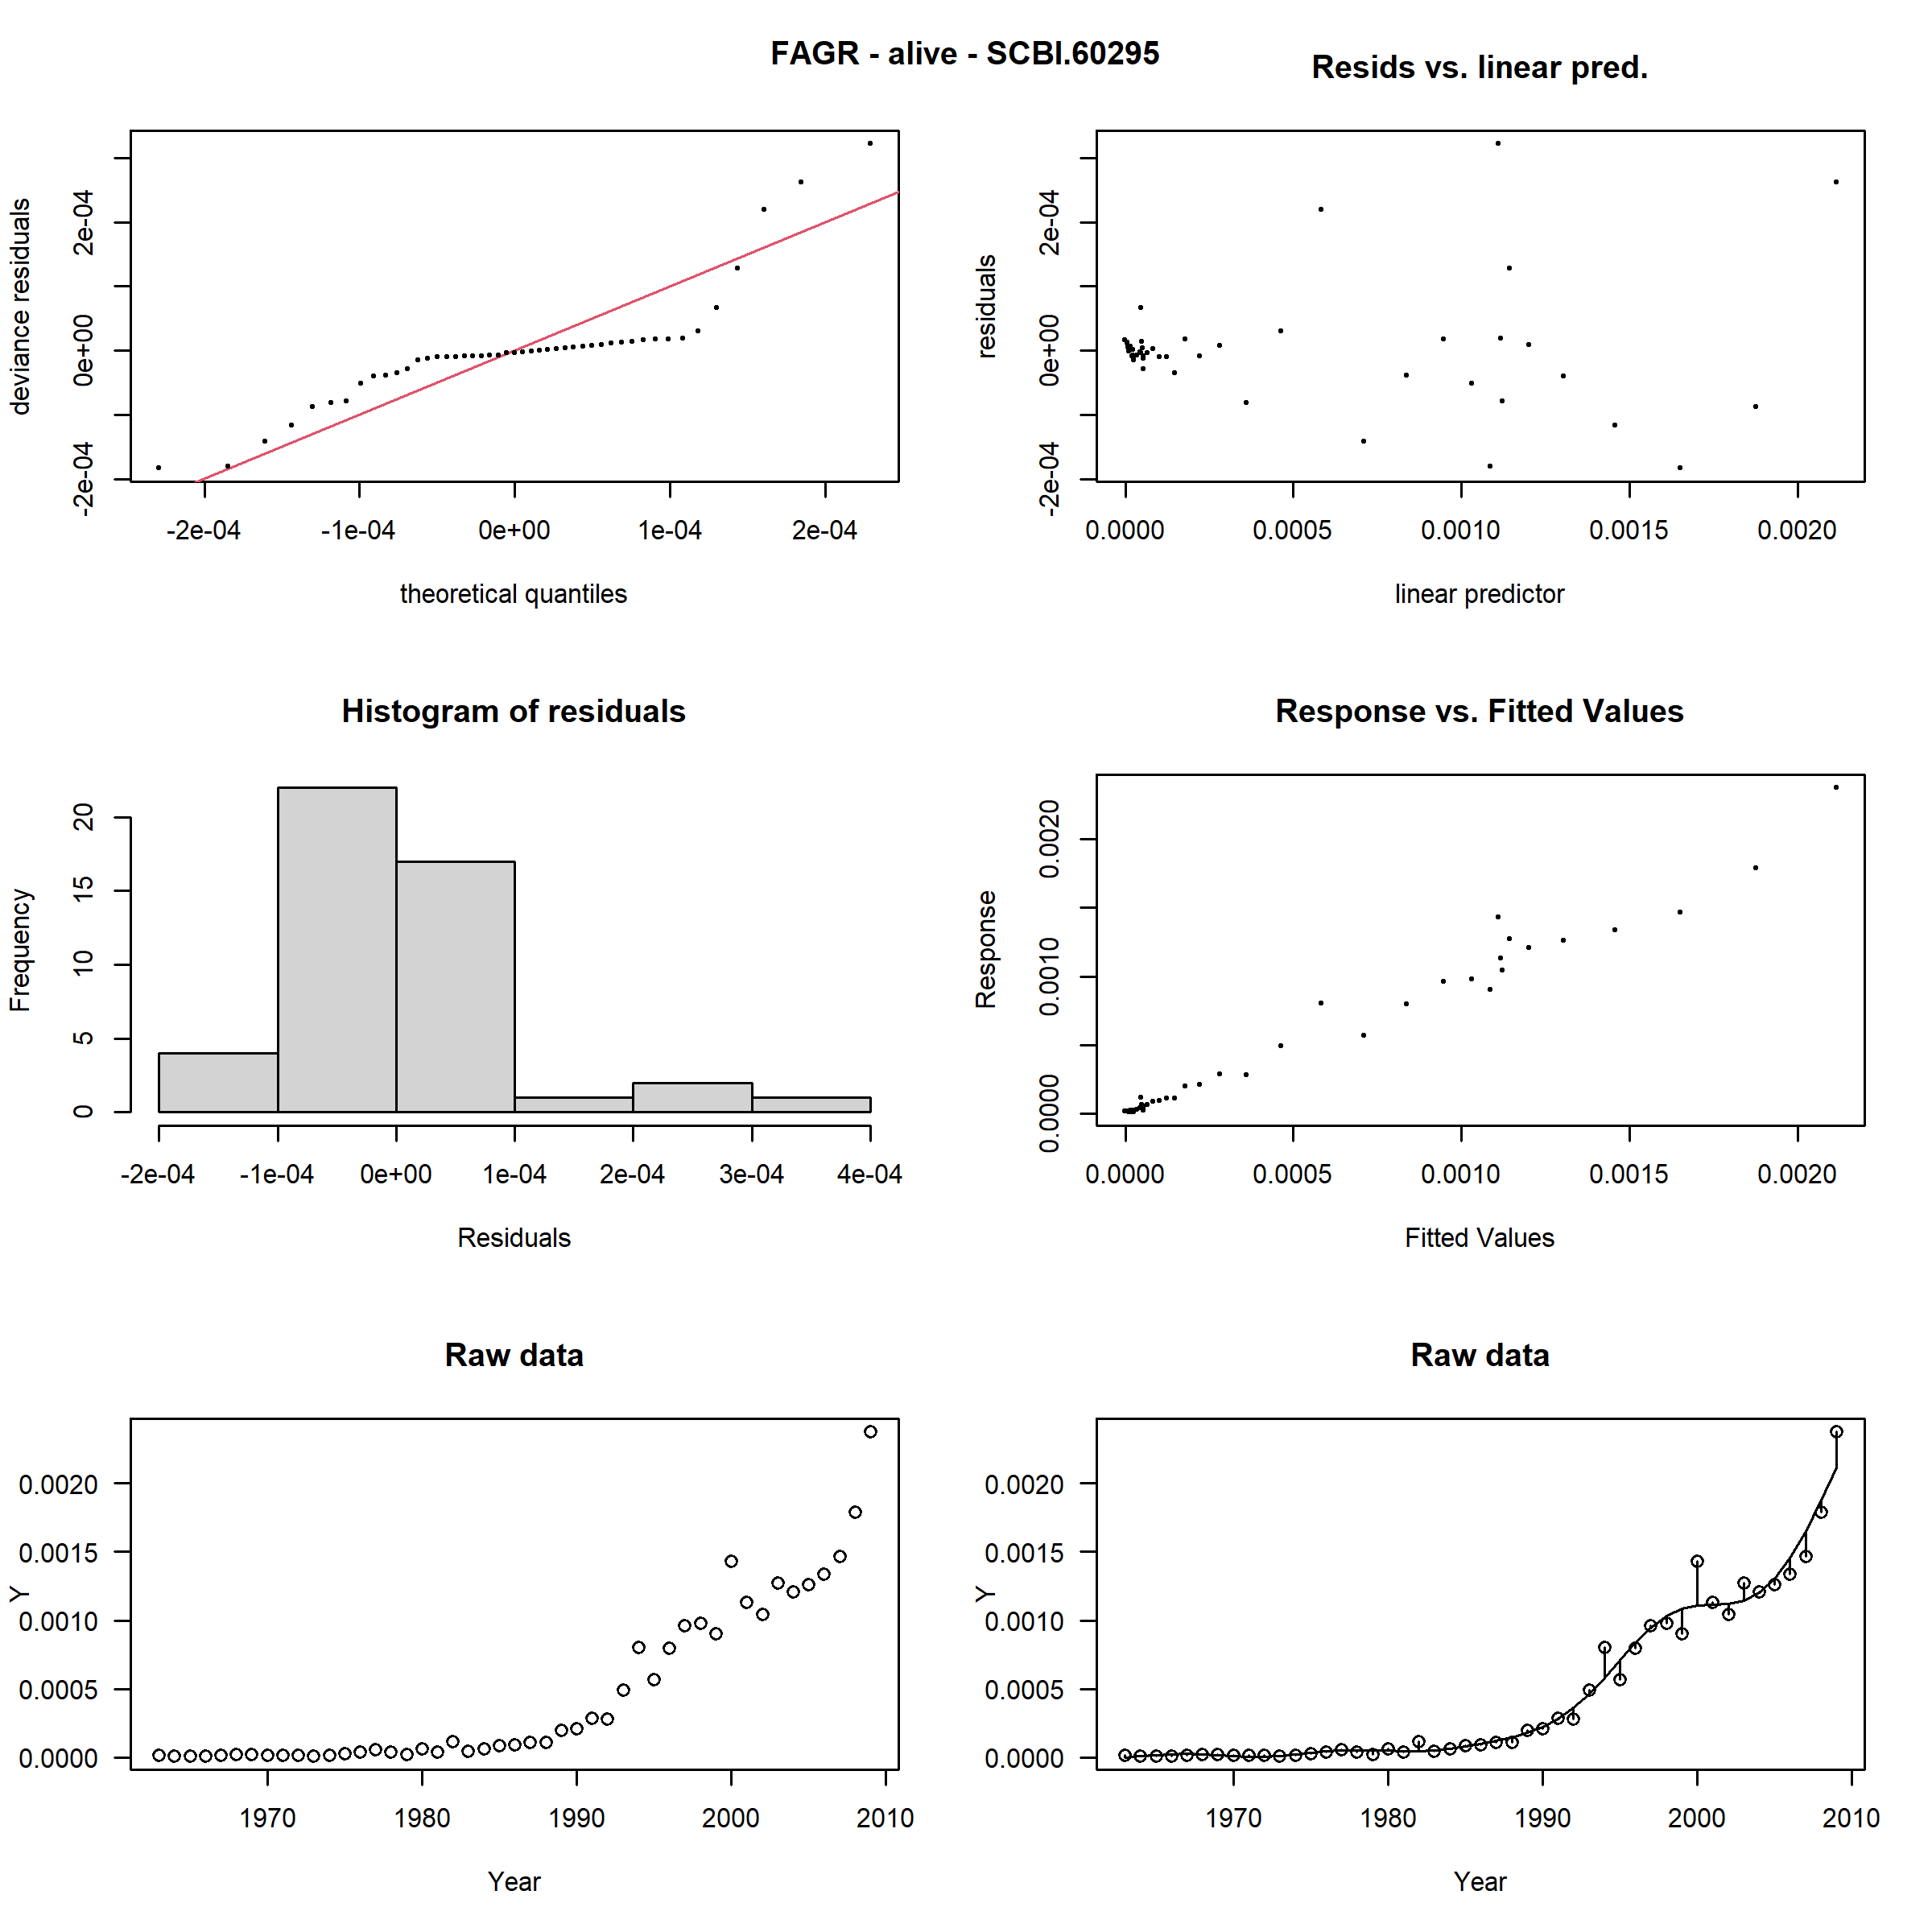 FAGR - alive - SCBI.60295
Resids vs. linear pred.
deviance residuals
-2e-04 0e+00 2e-04
-2e-04 -1e-04 0e+00 1e-04 2e-04
theoretical quantiles
residuals
-2e-04 0e+00 2e-04
0.0000 0.0005 0.0010 0.0015 0.0020
linear predictor
Histogram of residuals
Frequency
0 5 10 15 20
-2e-04 -1e-04 0e+00 1e-04 2e-04 3e-04 4e-04
Residuals
Response vs. Fitted Values
Response
0.0000 0.0010 0.0020
0.0000 0.0005 0.0010 0.0015 0.0020
Fitted Values
Raw data
Y
0.0020
0.0015
0.0010
0.0005
0.0000
1970 1980 1990 2000 2010
Year
Raw data
Y
0.0020
0.0015
0.0010
0.0005
0.0000
1970 1980 1990 2000 2010
Year